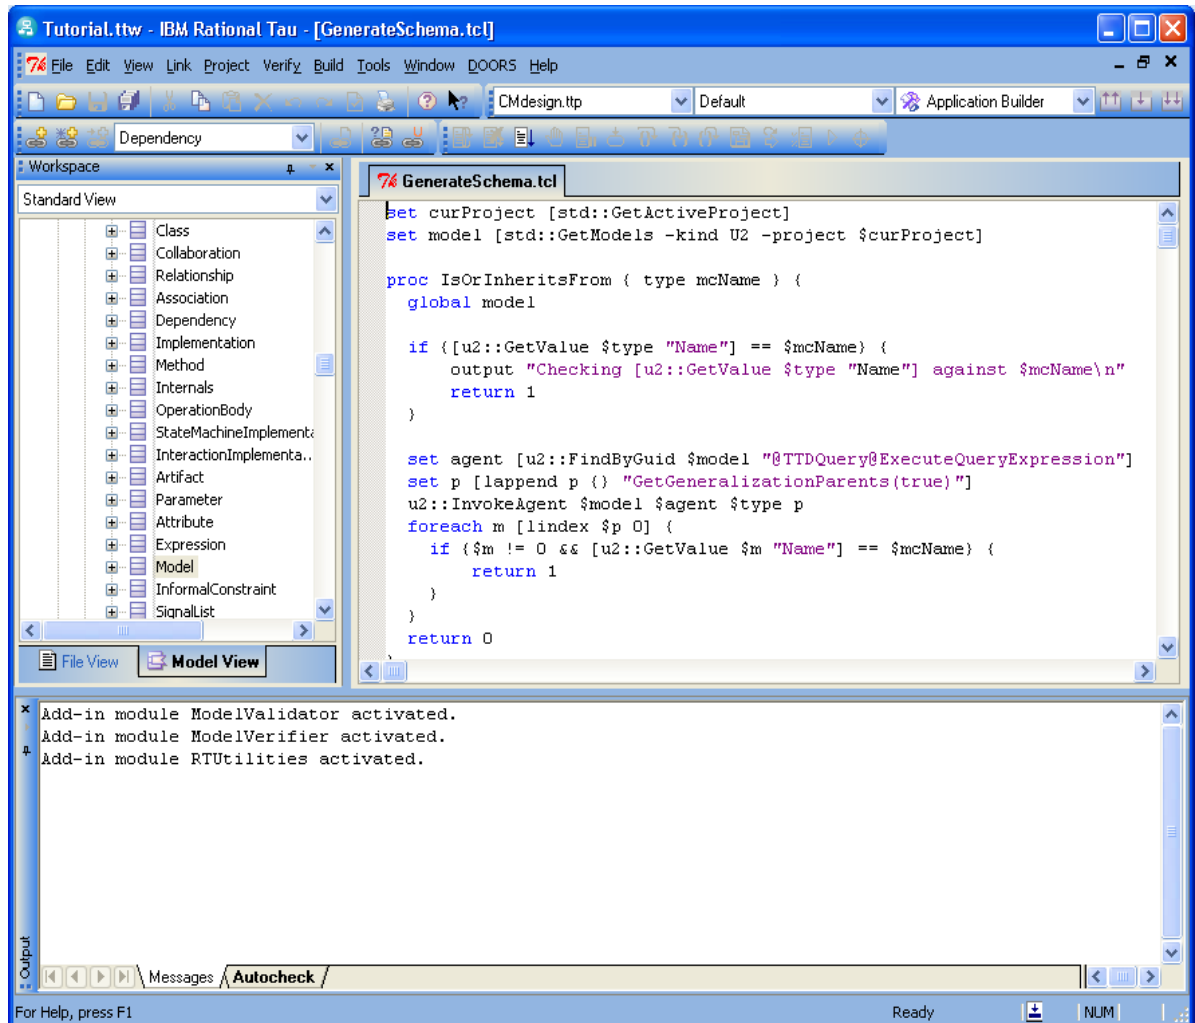 Tutorial.ttw - IBM Rational Tau - [GenerateSchema.tcl]
File Edit View Link Project Verify Build Tools Window DOORS Help
CMdesign.ttp Default Application Builder
Dependency
Workspace
Standard View
Class
Collaboration
Relationship
Association
Dependency
Implementation
Method
Internals
OperationBody
StateMachineImplementa
InteractionImplementa..
Artifact
Parameter
Attribute
Expression
Model
InformalConstraint
SignalList
File View Model View
GenerateSchema.tcl
set curProject [std::GetActiveProject]
set model [std::GetModels -kind U2 -project $curProject]
proc IsOrInheritsFrom { type mcName } {
global model
if {[u2::GetValue $type "Name"] == $mcName} {
output "Checking [u2::GetValue $type "Name"] against $mcName\n"
return 1
}
set agent [u2::FindByGuid $model "@TTDQuery@ExecuteQueryExpression"]
set p [lappend p {} "GetGeneralizationParents(true)"]
u2::InvokeAgent $model $agent $type p
foreach m [lindex $p 0] {
if {$m != 0 && [u2::GetValue $m "Name"] == $mcName} {
return 1
}
}
return 0
Add-in module ModelValidator activated.
Add-in module ModelVerifier activated.
Add-in module RTUtilities activated.
Output
Messages Autocheck
For Help, press F1 Ready NUM